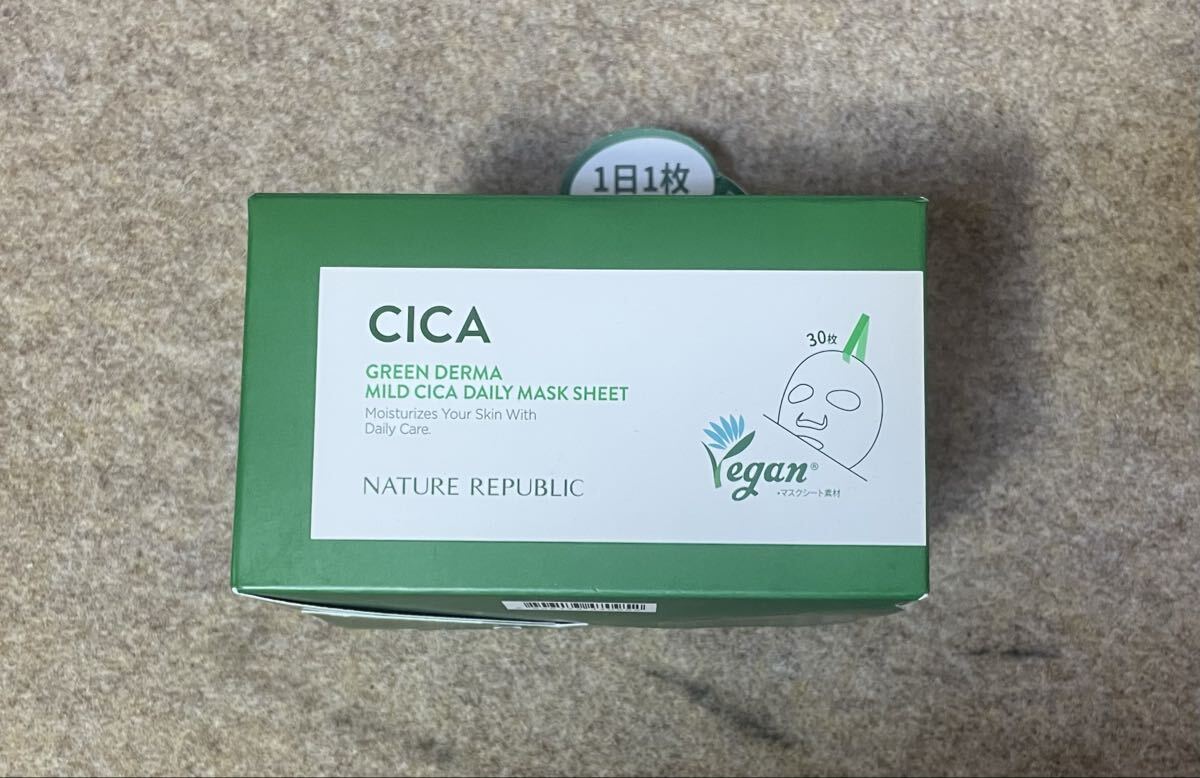 1日1枚
CICA
GREEN DERMA
MILD CICA DAILY MASK SHEET
Moisturizes Your Skin With
Daily Care.
NATURE REPUBLIC
30枚
Vegan®
•マスクシート素材